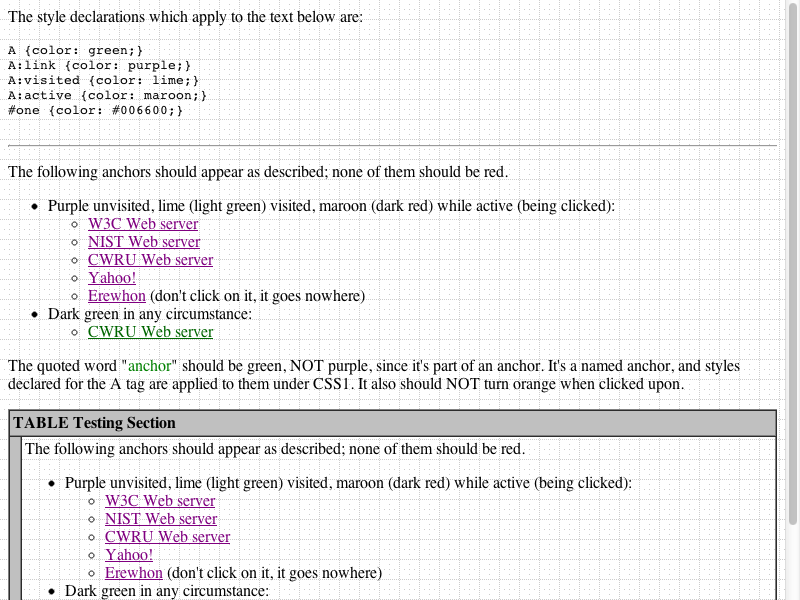 The style declarations which apply to the text below are:
A {color: green;}
A:link {color: purple;}
A:visited {color: lime;}
A:active {color: maroon;}
#one {color: #006600;}
The following anchors should appear as described; none of them should be red.
Purple unvisited, lime (light green) visited, maroon (dark red) while active (being clicked):
W3C Web server
NIST Web server
CWRU Web server
Yahoo!
Erewhon (don't click on it, it goes nowhere)
Dark green in any circumstance:
CWRU Web server
The quoted word "anchor" should be green, NOT purple, since it's part of an anchor. It's a named anchor, and styles
declared for the A tag are applied to them under CSS1. It also should NOT turn orange when clicked upon.
TABLE Testing Section
The following anchors should appear as described; none of them should be red.
Purple unvisited, lime (light green) visited, maroon (dark red) while active (being clicked):
W3C Web server
NIST Web server
CWRU Web server
Yahoo!
Erewhon (don't click on it, it goes nowhere)
Dark green in any circumstance: